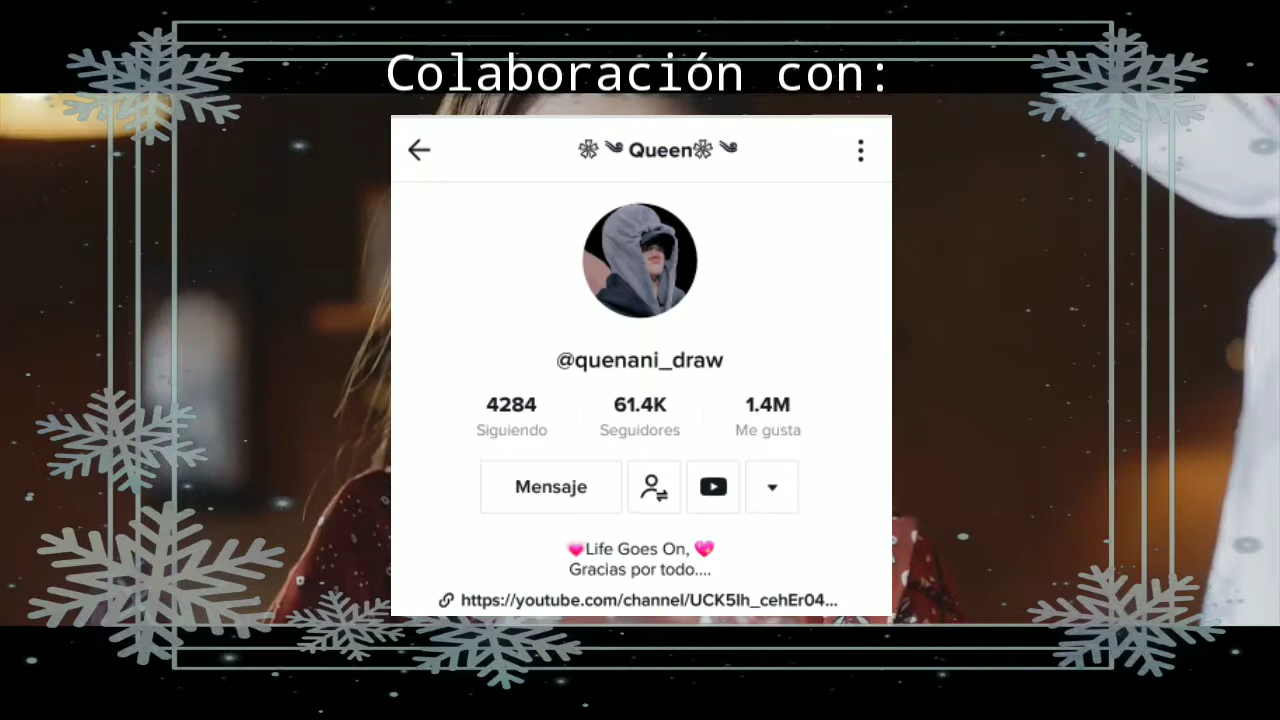 Colaboración con:
❀ ༄ Queen❀ ༄
@quenani_draw
4284 61.4K 1.4M
Siguiendo Seguidores Me gusta
Mensaje
💗Life Goes On, 💖
Gracias por todo....
https://youtube.com/channel/UCK5lh_cehEr04...